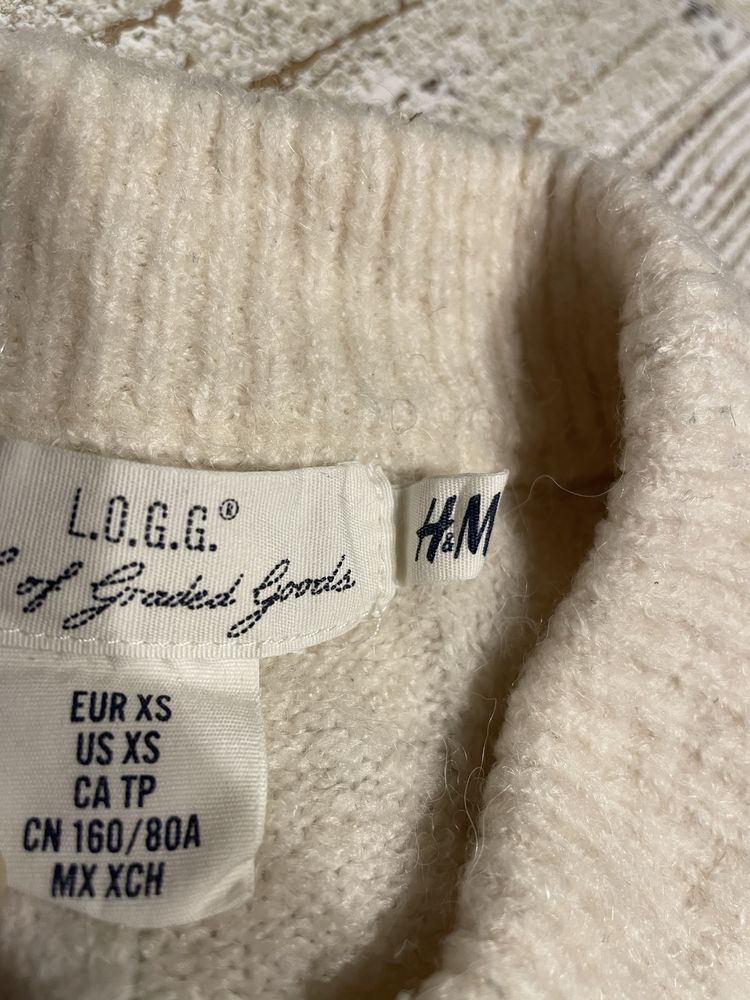 L.O.G.G.®
of Graded Goods
H&M
EUR XS
US XS
CA TP
CN 160/80A
MX XCH